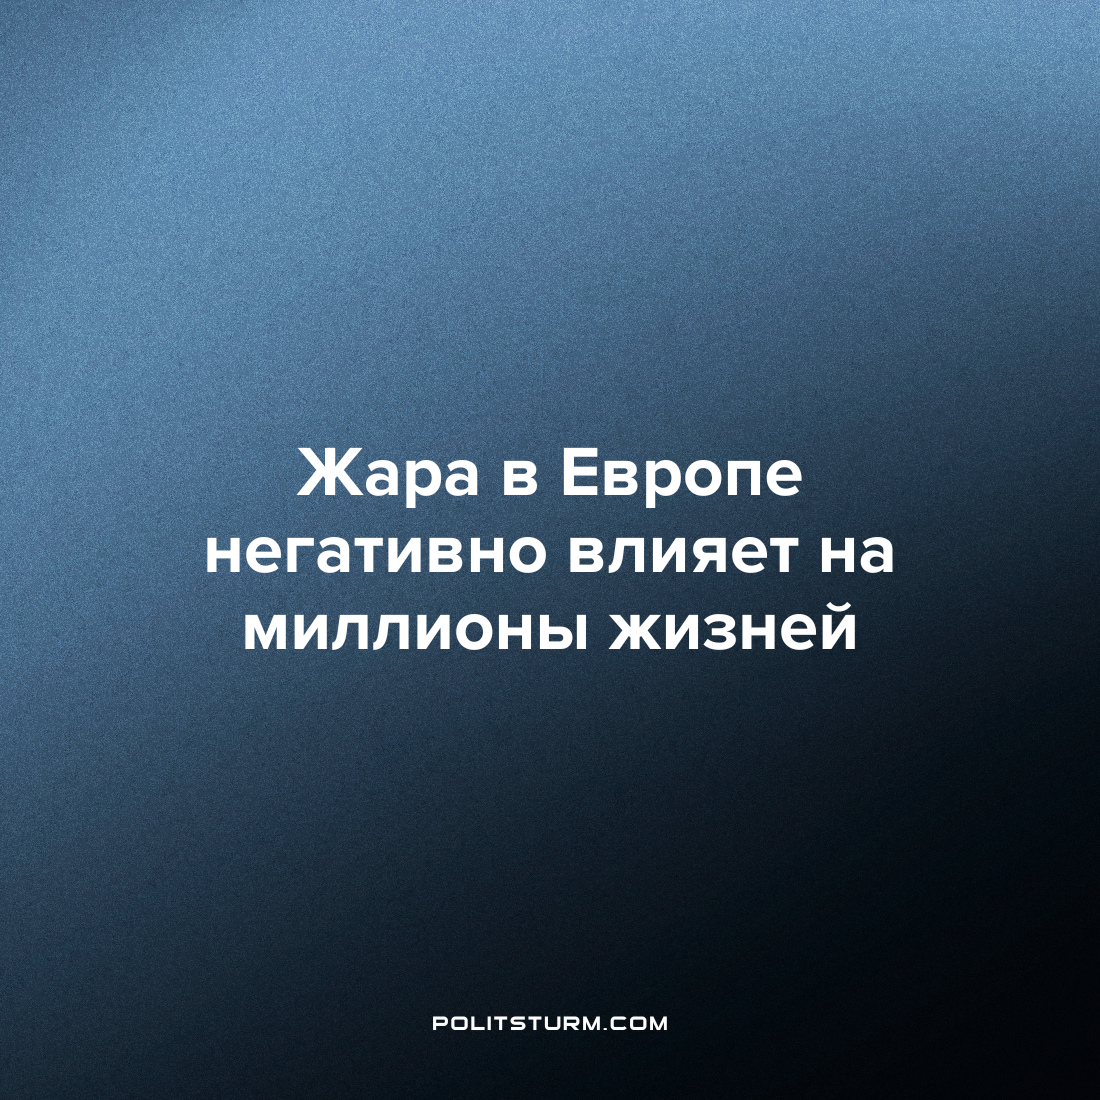 Жара в Европе
негативно влияет на
миллионы жизней
POLITSTURM.COM